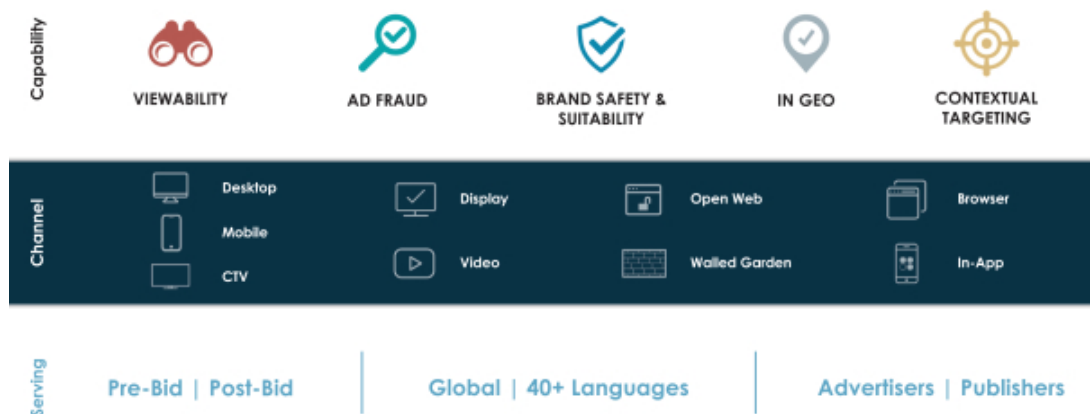 Capability
VIEWABILITY
AD FRAUD
BRAND SAFETY &
SUITABILITY
IN GEO
CONTEXTUAL
TARGETING
Channel
Desktop
Mobile
CTV
Display
Video
Open Web
Walled Garden
Browser
In-App
Serving
Pre-Bid | Post-Bid
Global | 40+ Languages
Advertisers | Publishers